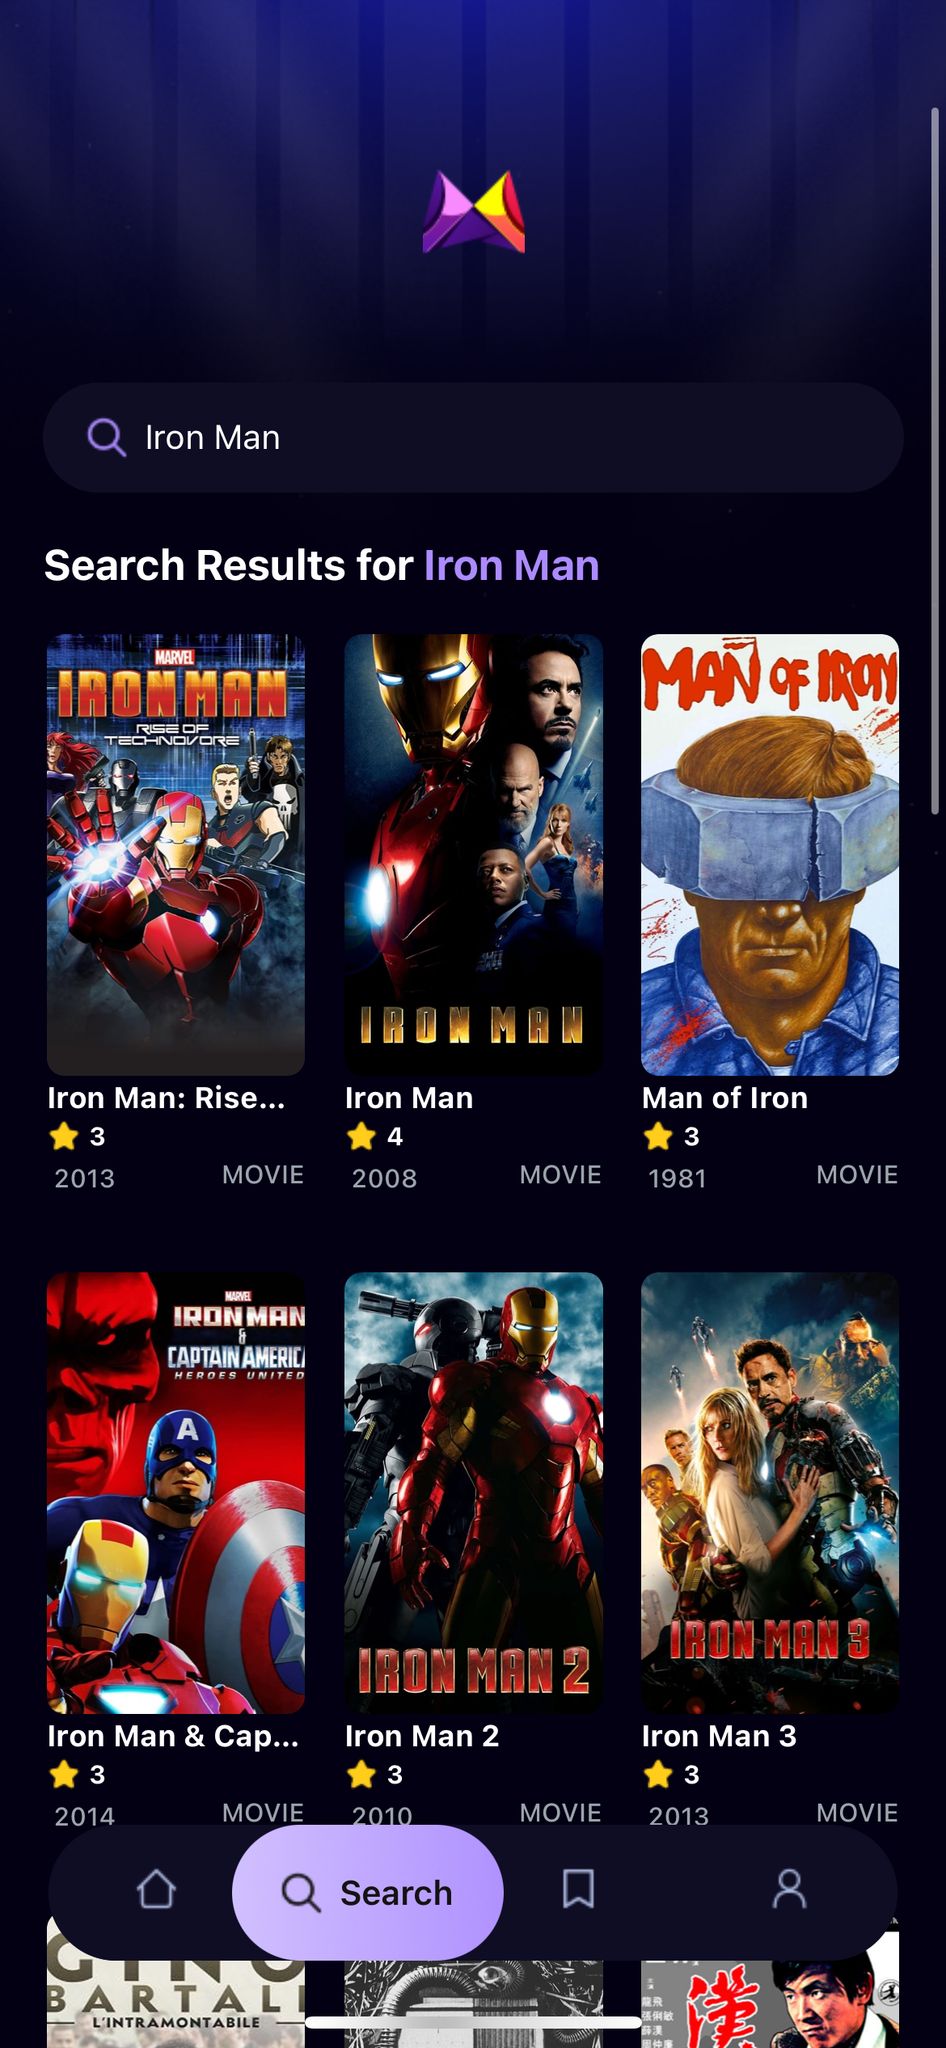 Iron Man
Search Results for Iron Man
MARVEL
IRON MAN
RISE OF
TECHNOVORE
IRON MAN
MAN OF IRON
Iron Man: Rise...
3
2013 MOVIE
Iron Man
4
2008 MOVIE
Man of Iron
3
1981 MOVIE
MARVEL
IRON MAN
&
CAPTAIN AMERICA
HEROES UNITED
A
IRON MAN 2
IRON MAN 3
Iron Man & Cap...
3
2014 MOVIE
Iron Man 2
3
2010 MOVIE
Iron Man 3
3
2013 MOVIE
Search
GINO
BARTALI
L'INTRAMONTABILE
漢